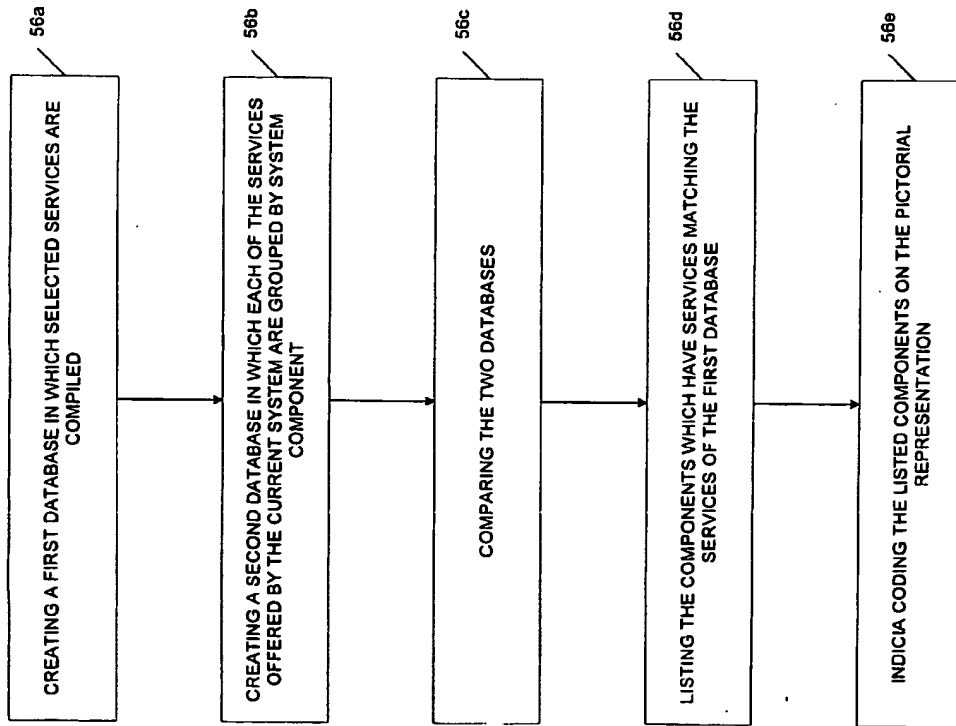 CREATING A FIRST DATABASE IN WHICH SELECTED SERVICES ARE
COMPILED
56a
CREATING A SECOND DATABASE IN WHICH EACH OF THE SERVICES
OFFERED BY THE CURRENT SYSTEM ARE GROUPED BY SYSTEM
COMPONENT
56b
COMPARING THE TWO DATABASES
56c
LISTING THE COMPONENTS WHICH HAVE SERVICES MATCHING THE
SERVICES OF THE FIRST DATABASE
56d
INDICIA CODING THE LISTED COMPONENTS ON THE PICTORIAL
REPRESENTATION
56e